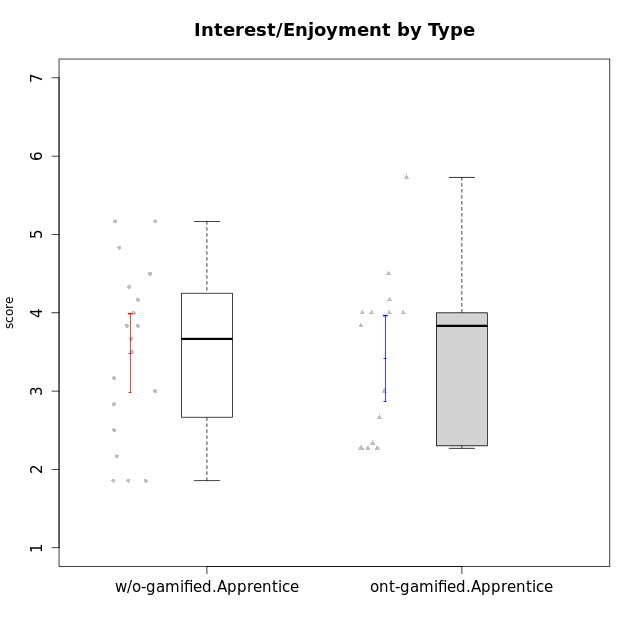 Interest/Enjoyment by Type
7
6
5
4
3
2
1
score
w/o-gamified.Apprentice
ont-gamified.Apprentice